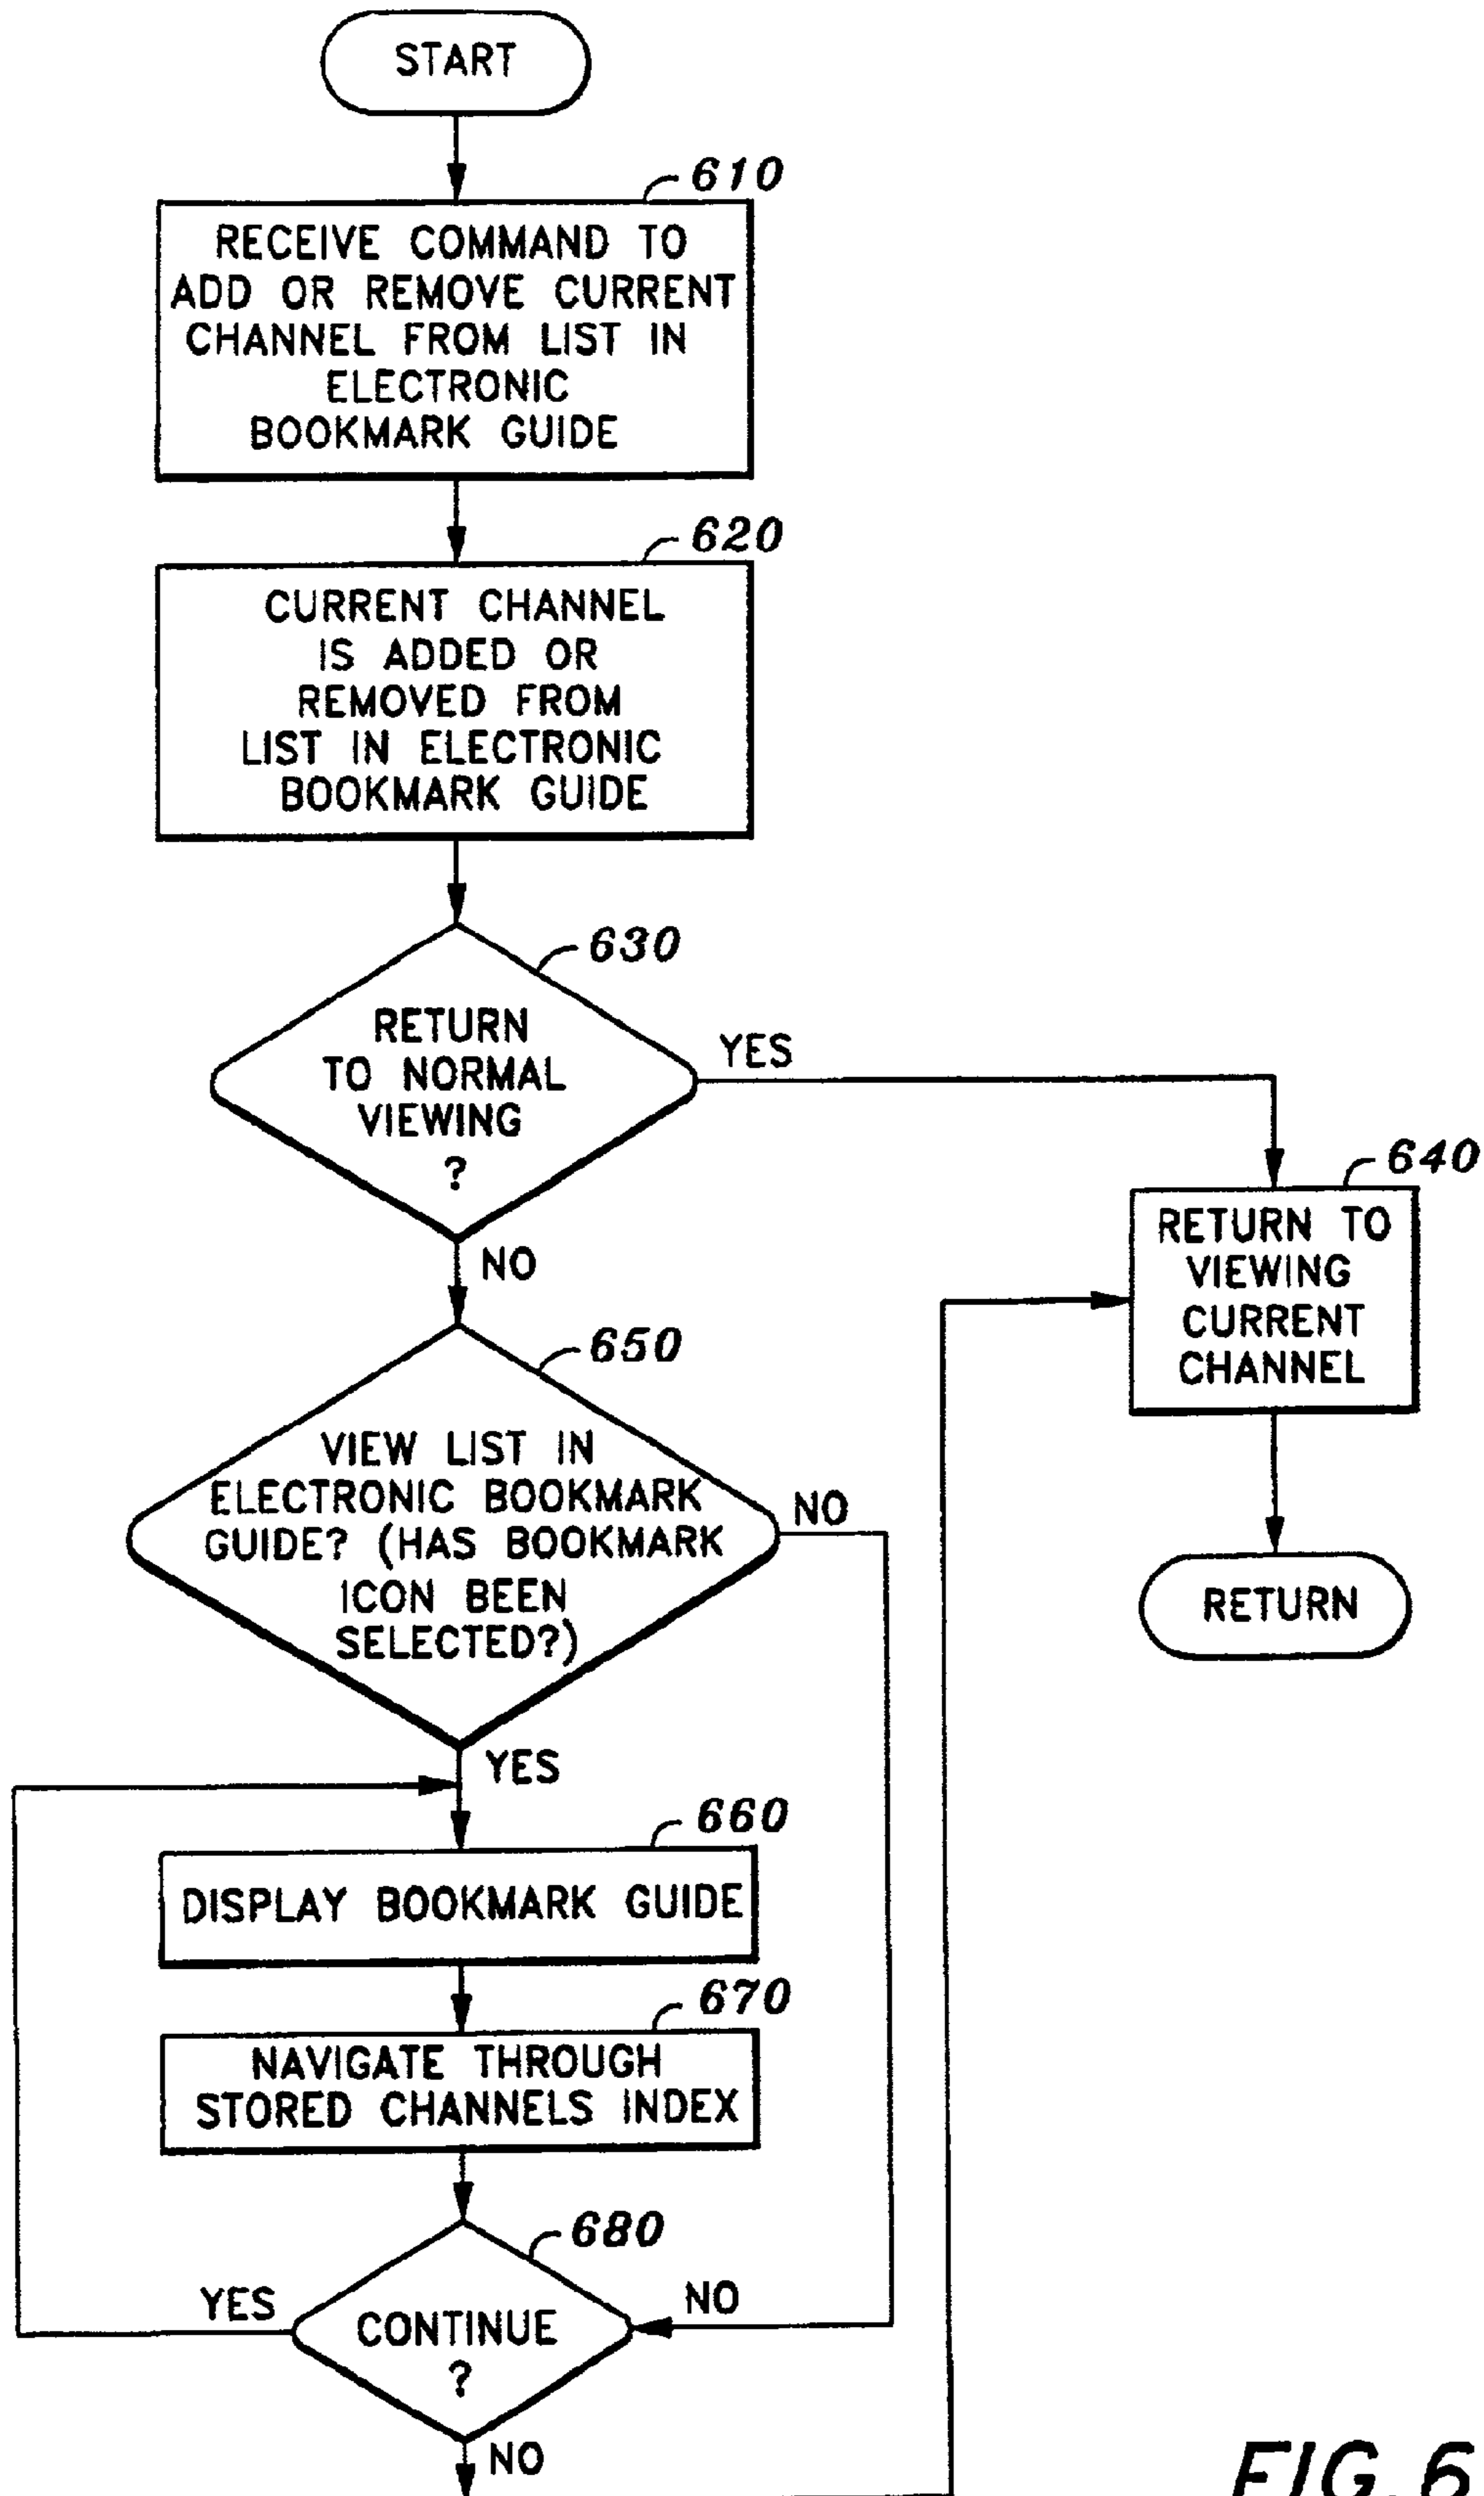 START
610
RECEIVE COMMAND TO
ADD OR REMOVE CURRENT
CHANNEL FROM LIST IN
ELECTRONIC
BOOKMARK GUIDE
620
CURRENT CHANNEL
IS ADDED OR
REMOVED FROM
LIST IN ELECTRONIC
BOOKMARK GUIDE
630
RETURN
TO NORMAL
VIEWING
?
YES
NO
640
RETURN TO
VIEWING
CURRENT
CHANNEL
RETURN
650
VIEW LIST IN
ELECTRONIC BOOKMARK
GUIDE? (HAS BOOKMARK
ICON BEEN
SELECTED?)
NO
YES
660
DISPLAY BOOKMARK GUIDE
670
NAVIGATE THROUGH
STORED CHANNELS INDEX
680
CONTINUE
?
YES
NO
NO
FIG. 6